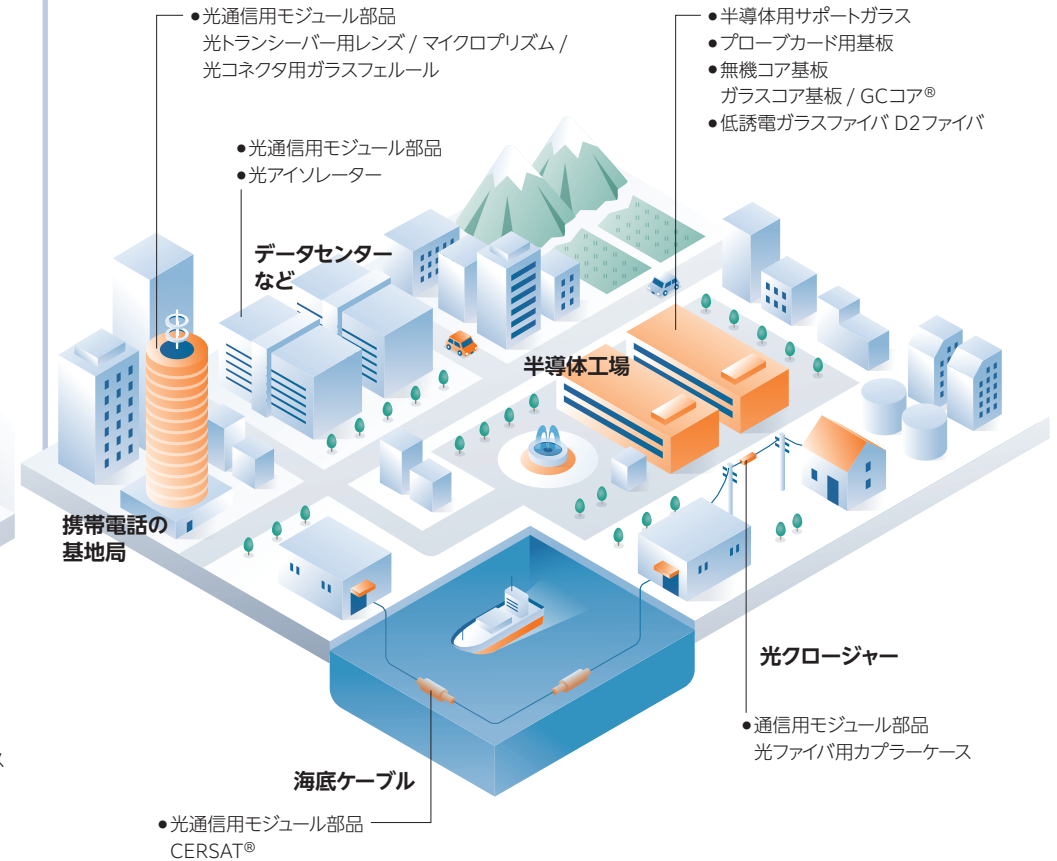 ●光通信用モジュール部品
光トランシーバー用レンズ / マイクロプリズム /
光コネクタ用ガラスフェルール
●半導体用サポートガラス
●プローブカード用基板
●無機コア基板
ガラスコア基板 / GCコア®
●低誘電ガラスファイバ D2ファイバ
●光通信用モジュール部品
●光アイソレーター
データセンター
など
半導体工場
携帯電話の
基地局
光クロージャー
●通信用モジュール部品
光ファイバ用カプラーケース
海底ケーブル
●光通信用モジュール部品
CERSAT®